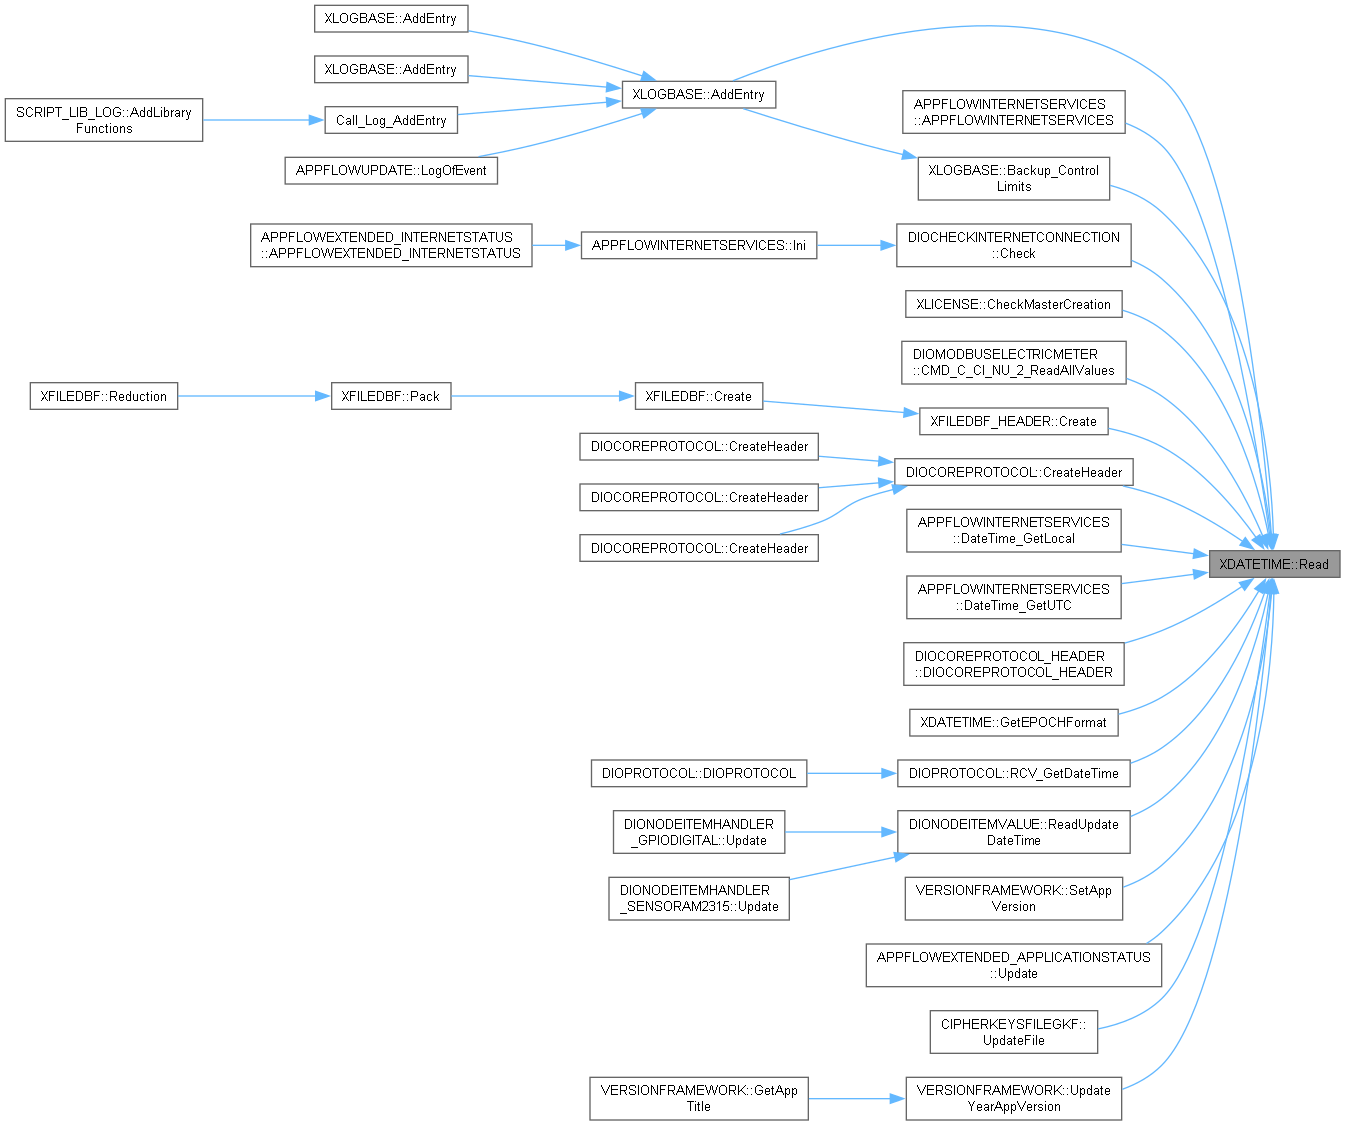 XLOGBASE::AddEntry
XLOGBASE::AddEntry
XLOGBASE::AddEntry
SCRIPT_LIB_LOG::AddLibrary
Functions
Call_Log_AddEntry
APPFLOWUPDATE::LogOfEvent
APPFLOWINTERNETSERVICES
::APPFLOWINTERNETSERVICES
XLOGBASE::Backup_Control
Limits
APPFLOWEXTENDED_INTERNETSTATUS
::APPFLOWEXTENDED_INTERNETSTATUS
APPFLOWINTERNETSERVICES::Ini
DIOCHECKINTERNETCONNECTION
::Check
XLICENSE::CheckMasterCreation
DIOMODBUSELECTRICMETER
::CMD_C_CI_NU_2_ReadAllValues
XFILEDBF::Reduction
XFILEDBF::Pack
XFILEDBF::Create
XFILEDBF_HEADER::Create
DIOCOREPROTOCOL::CreateHeader
DIOCOREPROTOCOL::CreateHeader
DIOCOREPROTOCOL::CreateHeader
DIOCOREPROTOCOL::CreateHeader
APPFLOWINTERNETSERVICES
::DateTime_GetLocal
XDATETIME::Read
APPFLOWINTERNETSERVICES
::DateTime_GetUTC
DIOCOREPROTOCOL_HEADER
::DIOCOREPROTOCOL_HEADER
XDATETIME::GetEPOCHFormat
DIOPROTOCOL::DIOPROTOCOL
DIOPROTOCOL::RCV_GetDateTime
DIONODEITEMHANDLER
_GPIODIGITAL::Update
DIONODEITEMVALUE::ReadUpdate
DateTime
DIONODEITEMHANDLER
_SENSORAM2315::Update
VERSIONFRAMEWORK::SetApp
Version
APPFLOWEXTENDED_APPLICATIONSTATUS
::Update
CIPHERKEYSFILEGKF::
UpdateFile
VERSIONFRAMEWORK::GetApp
Title
VERSIONFRAMEWORK::Update
YearAppVersion